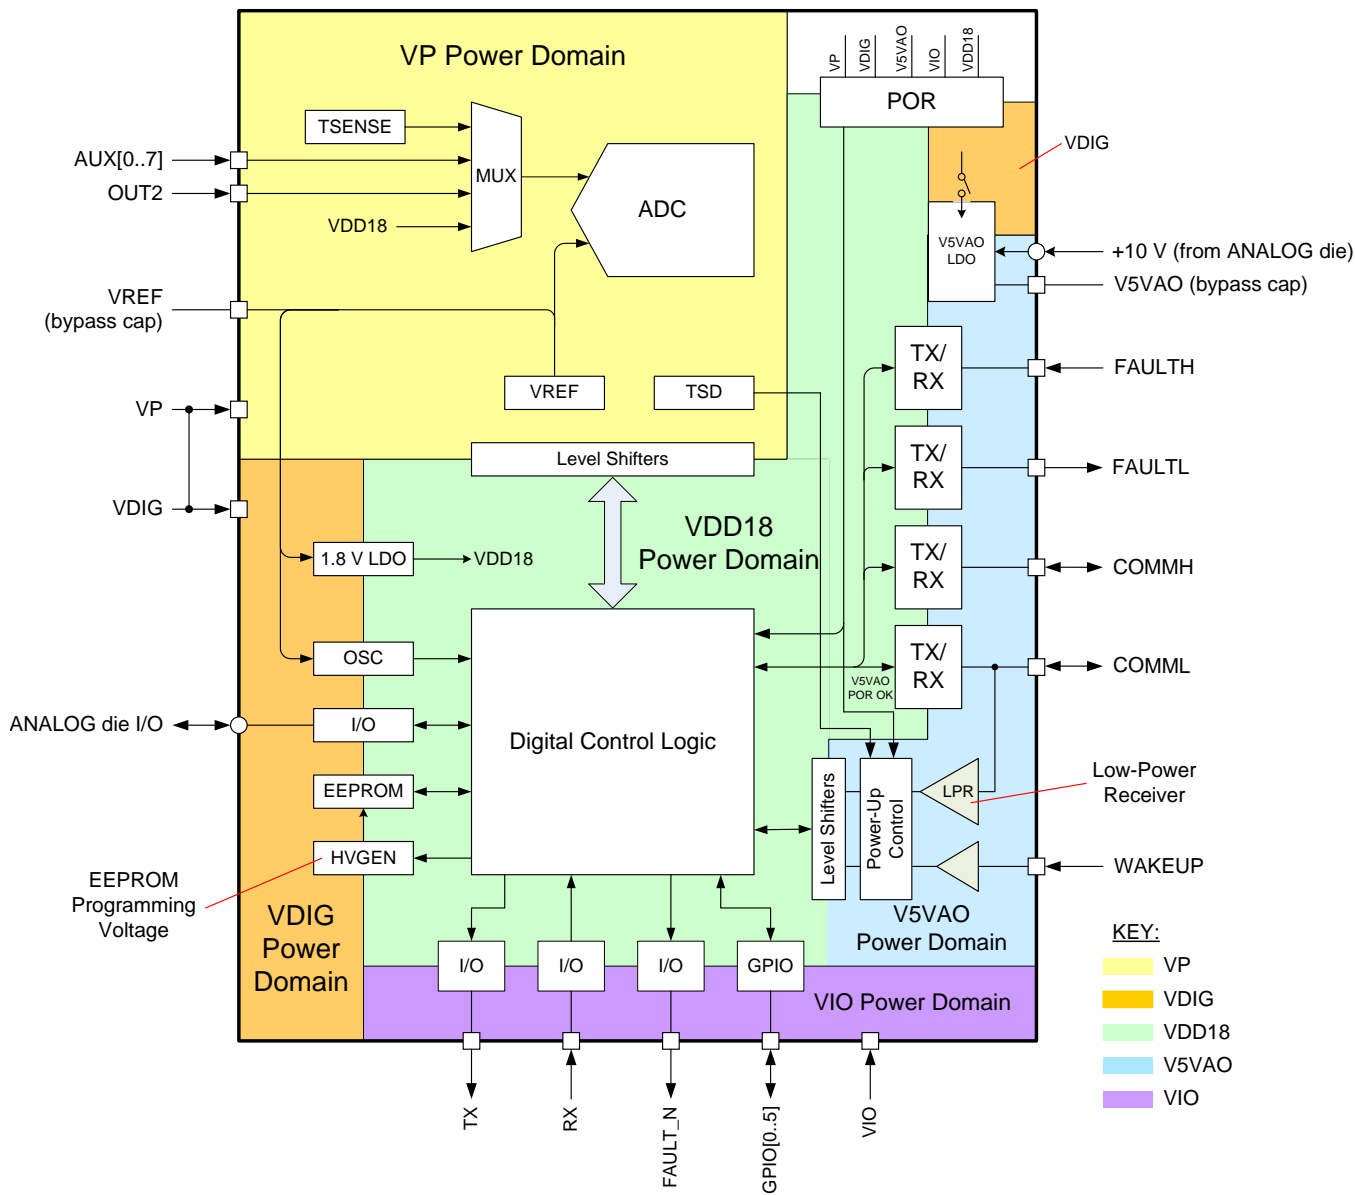 VP Power Domain
VP
VDIG
V5VAO
VIO
VDD18
POR
TSENSE
MUX
ADC
AUX[0..7]
OUT2
VDD18
VDIG
V5VAO
LDO
+10 V (from ANALOG die)
V5VAO (bypass cap)
VREF
(bypass cap)
TX/
RX
FAULTH
VREF
TSD
VP
Level Shifters
TX/
RX
FAULTL
VDIG
VDD18
Power Domain
1.8 V LDO
VDD18
TX/
RX
COMMH
OSC
TX/
RX
COMML
V5VAO
POR OK
ANALOG die I/O
I/O
Digital Control Logic
EEPROM
Level Shifters
Power-Up
Control
LPR
Low-Power
Receiver
HVGEN
WAKEUP
EEPROM
Programming
Voltage
VDIG
Power
Domain
V5VAO
Power Domain
I/O
I/O
I/O
GPIO
VIO Power Domain
KEY:
VP
VDIG
VDD18
V5VAO
VIO
TX
RX
FAULT_N
GPIO[0..5]
VIO